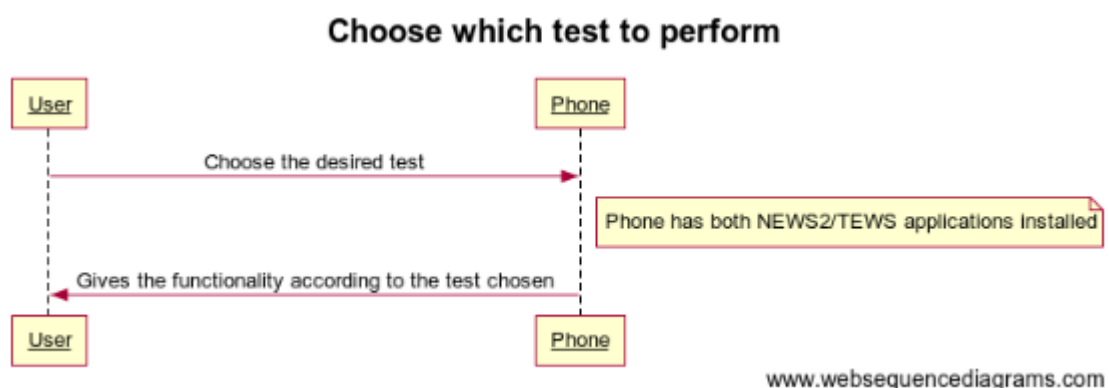 Choose which test to perform
User
Phone
Choose the desired test
Phone has both NEWS2/TEWS applications installed
Gives the functionality according to the test chosen
User
Phone
www.websequencediagrams.com